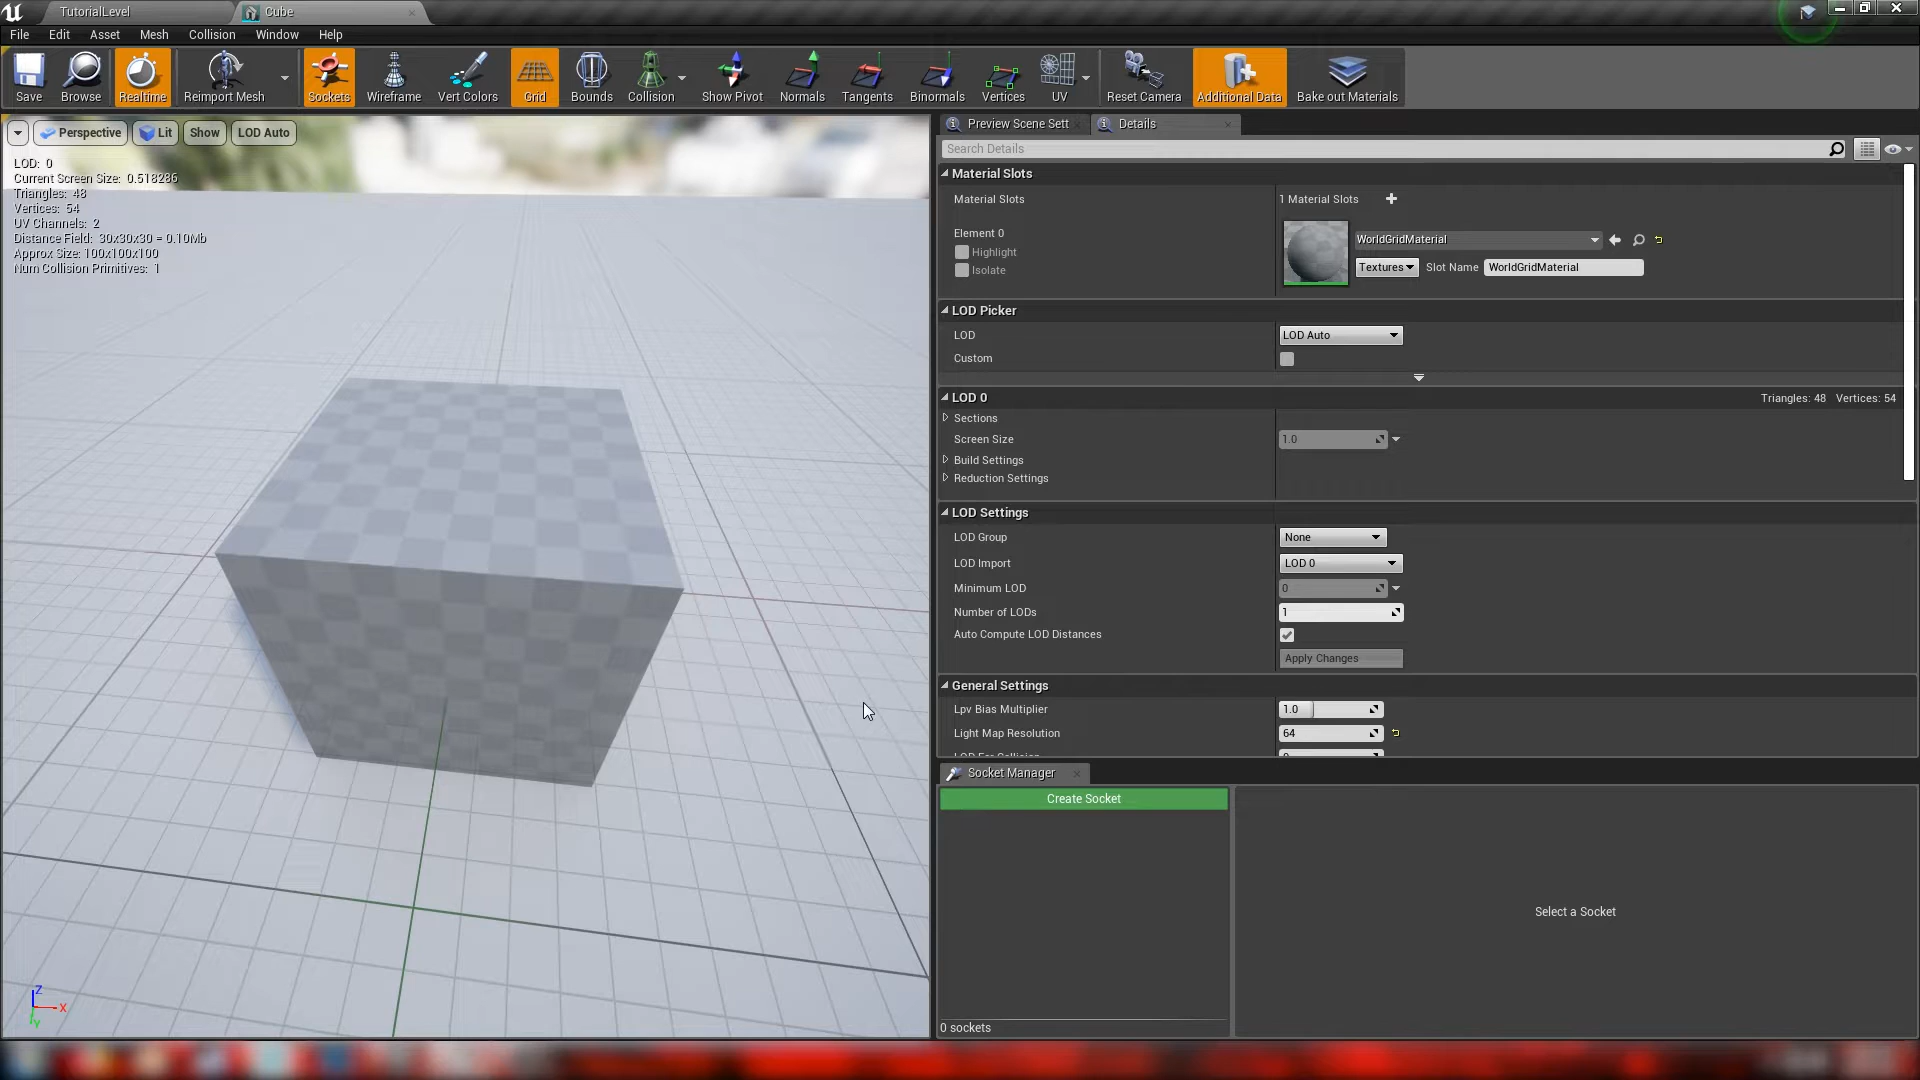 TutorialLevel
Cube
File Edit Asset Mesh Collision Window Help
Save Browse Realtime Reimport Mesh Sockets Wireframe Vert Colors Grid Bounds Collision Show Pivot Normals Tangents Binormals Vertices UV Reset Camera Additional Data Bake out Materials
Perspective Lit Show LOD Auto
LOD: 0
Current Screen Size: 0.518286
Triangles: 48
Vertices: 54
UV Channels: 2
Distance Field: 30x30x30 = 0.10Mb
Approx Size: 100x100x100
Num Collision Primitives: 1
Z
X
Y
Preview Scene Sett
Details
Search Details
Material Slots
Material Slots 1 Material Slots
Element 0
Highlight
Isolate
WorldGridMaterial
Textures Slot Name WorldGridMaterial
LOD Picker
LOD LOD Auto
Custom
LOD 0 Triangles: 48 Vertices: 54
Sections
Screen Size 1.0
Build Settings
Reduction Settings
LOD Settings
LOD Group None
LOD Import LOD 0
Minimum LOD 0
Number of LODs 1
Auto Compute LOD Distances
Apply Changes
General Settings
Lpv Bias Multiplier 1.0
Light Map Resolution 64
LOD For Collision
Socket Manager
Create Socket
Select a Socket
0 sockets